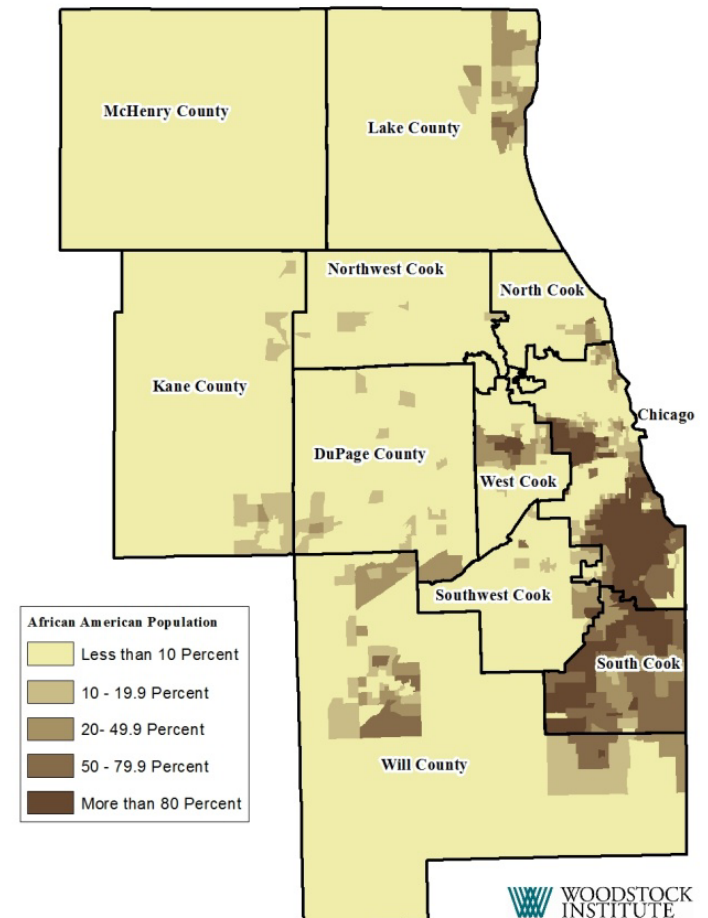 McHenry County
Lake County
Northwest Cook
North Cook
Kane County
Chicago
DuPage County
West Cook
Southwest Cook
African American Population
Less than 10 Percent
10 - 19.9 Percent
20- 49.9 Percent
50 - 79.9 Percent
More than 80 Percent
South Cook
Will County
WOODSTOCK
INSTITUTE